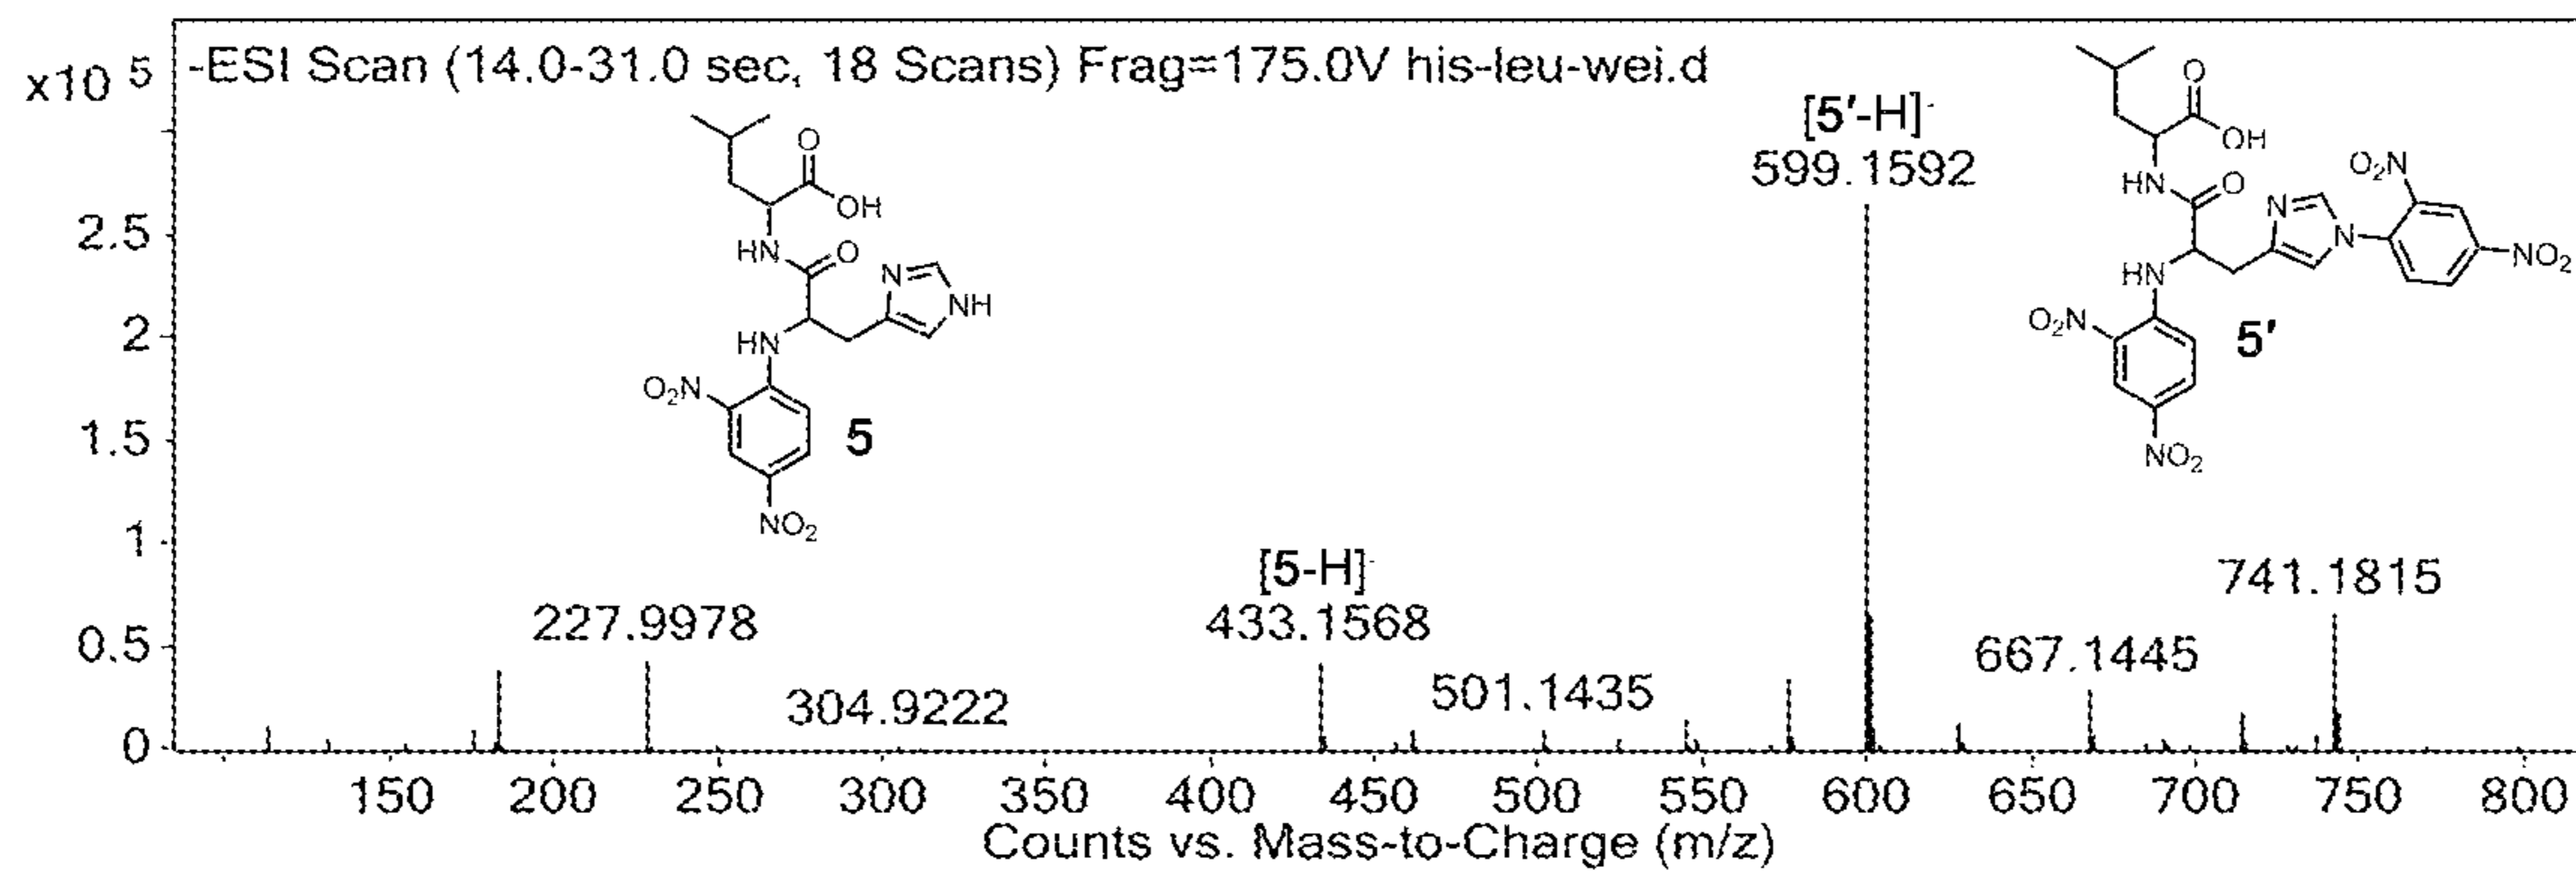 x10 5
-ESI Scan (14.0-31.0 sec, 18 Scans) Frag=175.0V his-leu-wei.d
2.5
2
1.5
1
0.5
0
O
OH
HN
O
N
NH
HN
O2N
NO2
5
227.9978
304.9222
[5-H]-
433.1568
501.1435
[5'-H]-
599.1592
667.1445
741.1815
O
OH
HN
O
N
N
O2N
NO2
HN
O2N
NO2
5'
150 200 250 300 350 400 450 500 550 600 650 700 750 800
Counts vs. Mass-to-Charge (m/z)